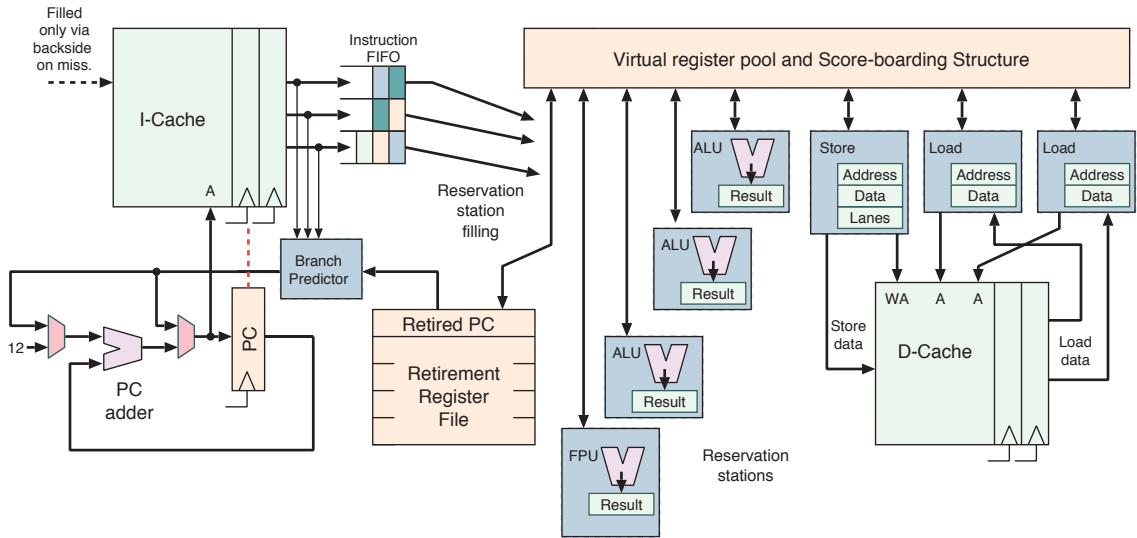 Filled
only via
backside
on miss.
I-Cache
A
Instruction
FIFO
Virtual register pool and Score-boarding Structure
Reservation
station
filling
Branch
Predictor
12
PC
adder
PC
Retired PC
Retirement
Register
File
ALU
Result
ALU
Result
ALU
Result
FPU
Result
Reservation
stations
Store
Address
Data
Lanes
Load
Address
Data
Load
Address
Data
WA
A
A
D-Cache
Store
data
Load
data